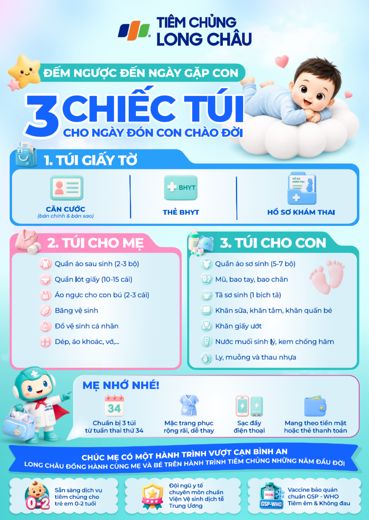 TIÊM CHỦNG
LONG CHÂU
ĐẾM NGƯỢC ĐẾN NGÀY GẶP CON
3 CHIẾC TÚI
CHO NGÀY ĐÓN CON CHÀO ĐỜI
1. TÚI GIẤY TỜ
CĂN CƯỚC
(bản chính & bản sao)
BHYT
THẺ BHYT
HỒ SƠ KHÁM THAI
2. TÚI CHO MẸ
Quần áo sau sinh (2-3 bộ)
Quần lót giấy (10-15 cái)
Áo ngực cho con bú (2-3 cái)
Băng vệ sinh
Đồ vệ sinh cá nhân
Dép, áo khoác, vớ,...
3. TÚI CHO CON
Quần áo sơ sinh (5-7 bộ)
Mũ, bao tay, bao chân
Tã sơ sinh (1 bịch tã)
Khăn sữa, khăn tắm, khăn quấn bé
Khăn giấy ướt
Nước muối sinh lý, kem chống hăm
Ly, muỗng và thau nhựa
MẸ NHỚ NHÉ!
34
Chuẩn bị 3 túi
từ tuần thai thứ 34
Mặc trang phục
rộng rãi, dễ thay
Sạc đầy
điện thoại
Mang theo tiền mặt
hoặc thẻ thanh toán
CHÚC MẸ CÓ MỘT HÀNH TRÌNH VƯỢT CẠN BÌNH AN
LONG CHÂU ĐỒNG HÀNH CÙNG MẸ VÀ BÉ TRÊN HÀNH TRÌNH TIÊM CHỦNG NHỮNG NĂM ĐẦU ĐỜI
0-2
Sẵn sàng dịch vụ
tiêm chủng cho
trẻ em 0-2 tuổi
Đội ngũ y tế
chuyên môn chuẩn
Viện Vệ sinh dịch tễ
Trung Ương
GSP-WHO
Vaccine bảo quản
chuẩn GSP - WHO
Tiêm êm & Không đau